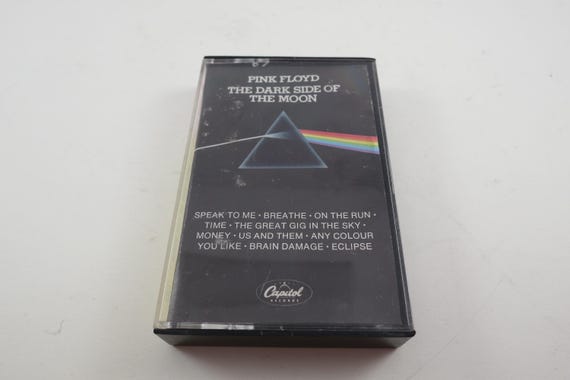 PINK FLOYD
THE DARK SIDE OF
THE MOON
SPEAK TO ME • BREATHE • ON THE RUN •
TIME • THE GREAT GIG IN THE SKY •
MONEY • US AND THEM • ANY COLOUR
YOU LIKE • BRAIN DAMAGE • ECLIPSE
Capitol
RECORDS